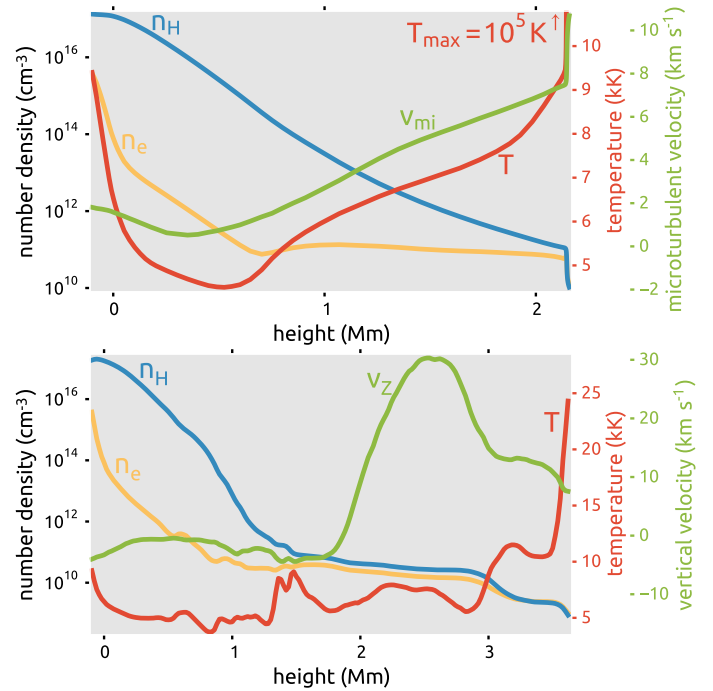 n_H
T_max = 10^5 K ↑
10^16
10^14
10^12
10^10
number density (cm^-3)
n_e
v_mi
T
10
9
8
7
6
5
temperature (kK)
10
8
6
4
2
0
−2
microturbulent velocity (km s^-1)
0
1
2
height (Mm)
n_H
v_Z
T
10^16
10^14
10^12
10^10
number density (cm^-3)
n_e
25
20
15
10
5
temperature (kK)
30
20
10
0
−10
vertical velocity (km s^-1)
0
1
2
3
height (Mm)